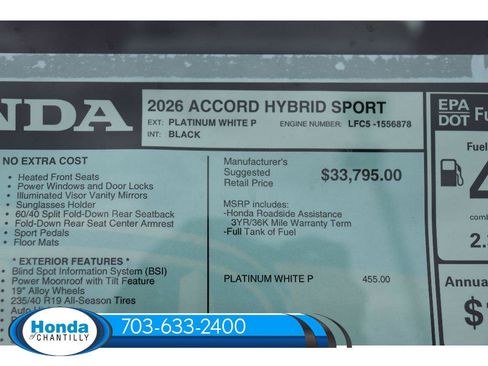 NDA
2026 ACCORD HYBRID SPORT
EXT: PLATINUM WHITE P ENGINE NUMBER: LFC5 -1556878
INT: BLACK
EPA
DOT
NO EXTRA COST
• Heated Front Seats
• Power Windows and Door Locks
• Illuminated Visor Vanity Mirrors
• Sunglasses Holder
• 60/40 Split Fold-Down Rear Seatback
• Fold-Down Rear Seat Center Armrest
• Sport Pedals
• Floor Mats
* EXTERIOR FEATURES *
• Blind Spot Information System (BSI)
• Power Moonroof with Tilt Feature
• 19" Alloy Wheels
• 235/40 R19 All-Season Tires
Manufacturer's
Suggested
Retail Price $33,795.00
MSRP includes:
-Honda Roadside Assistance
3YR/36K Mile Warranty Term
-Full Tank of Fuel
PLATINUM WHITE P 455.00
Fuel
Annual
Honda
OF
CHANTILLY
703-633-2400